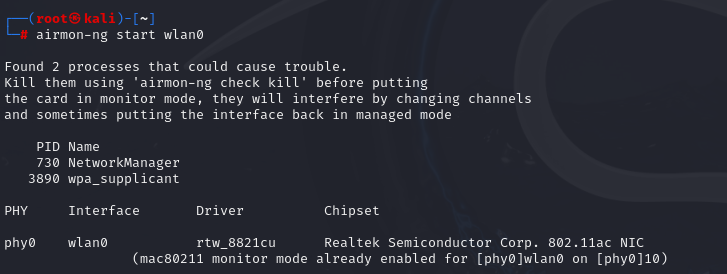 ┌──(root㉿kali)-[~]
└─# airmon-ng start wlan0
Found 2 processes that could cause trouble.
Kill them using 'airmon-ng check kill' before putting
the card in monitor mode, they will interfere by changing channels
and sometimes putting the interface back in managed mode
PID Name
730 NetworkManager
3890 wpa_supplicant
PHY Interface Driver Chipset
phy0 wlan0 rtw_8821cu Realtek Semiconductor Corp. 802.11ac NIC
(mac80211 monitor mode already enabled for [phy0]wlan0 on [phy0]10)